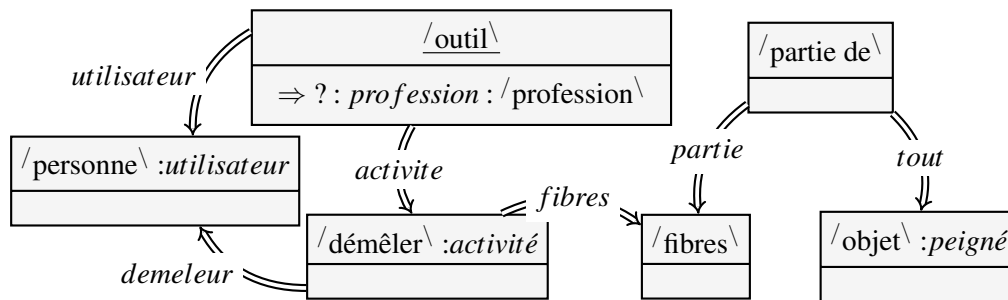 /outil\
/partie de\
utilisateur
⇒ ? : profession : /profession\
/personne\ :utilisateur
activite
partie
tout
fibres
/démêler\ :activité
/fibres\
/objet\ :peigné
demeleur